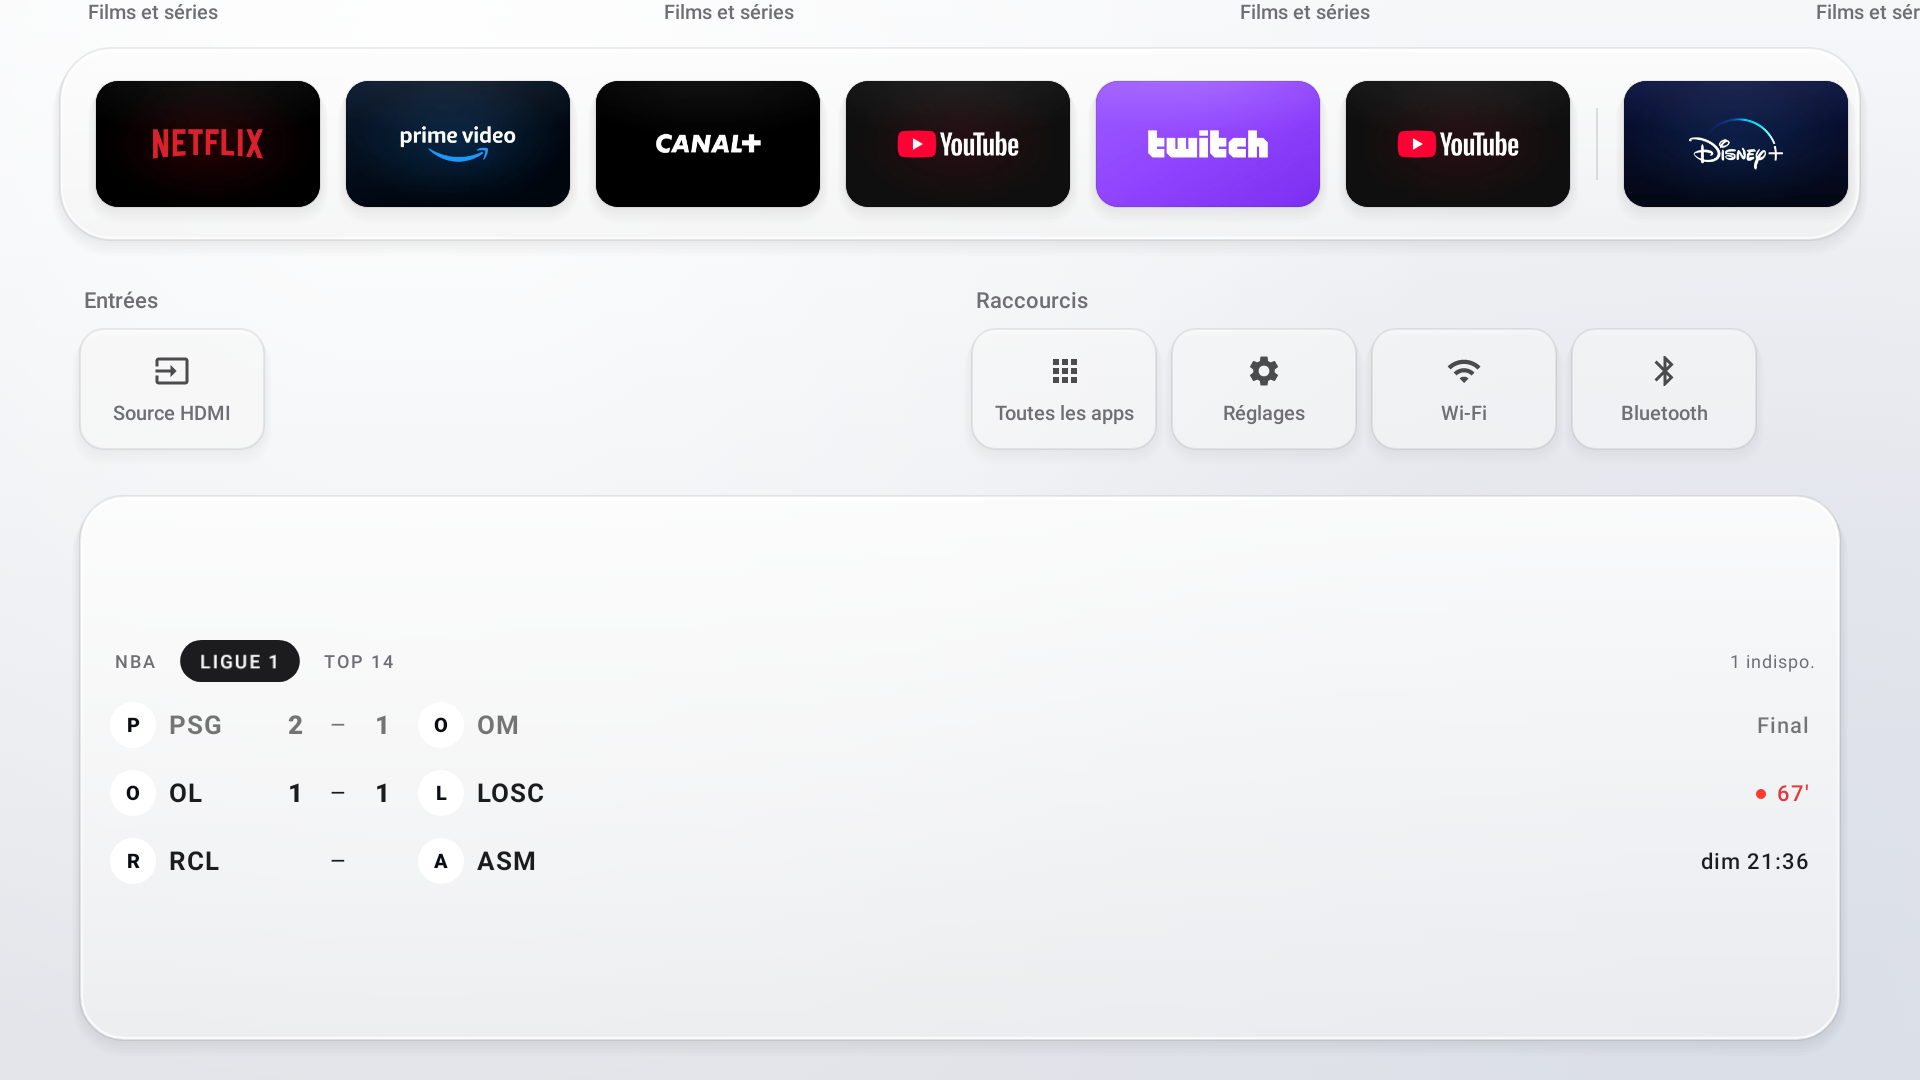 Films et séries Films et séries Films et séries Films et sér
NETFLIX prime video CANAL+ YouTube twitch YouTube Disney+
Entrées Raccourcis
Source HDMI Toutes les apps Réglages Wi-Fi Bluetooth
NBA LIGUE 1 TOP 14 1 indispo.
P PSG 2 – 1 O OM Final
O OL 1 – 1 L LOSC 67'
R RCL – A ASM dim 21:36